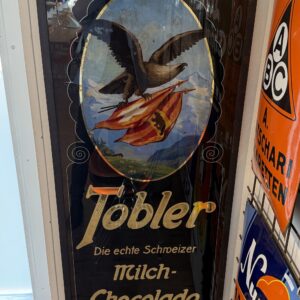 Tobler
Die echte Schweizer
Milch-
Chocolade
A
B C
A.
N